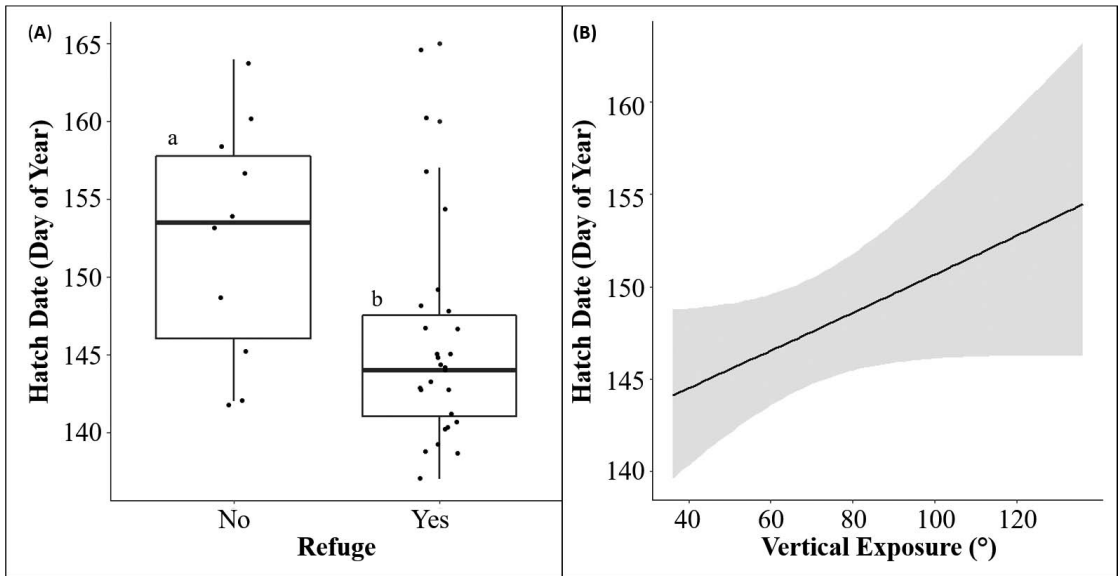 (A)
Hatch Date (Day of Year)
165
160
155
150
145
140
a
b
No
Yes
Refuge
(B)
Hatch Date (Day of Year)
160
155
150
145
140
40
60
80
100
120
Vertical Exposure (°)